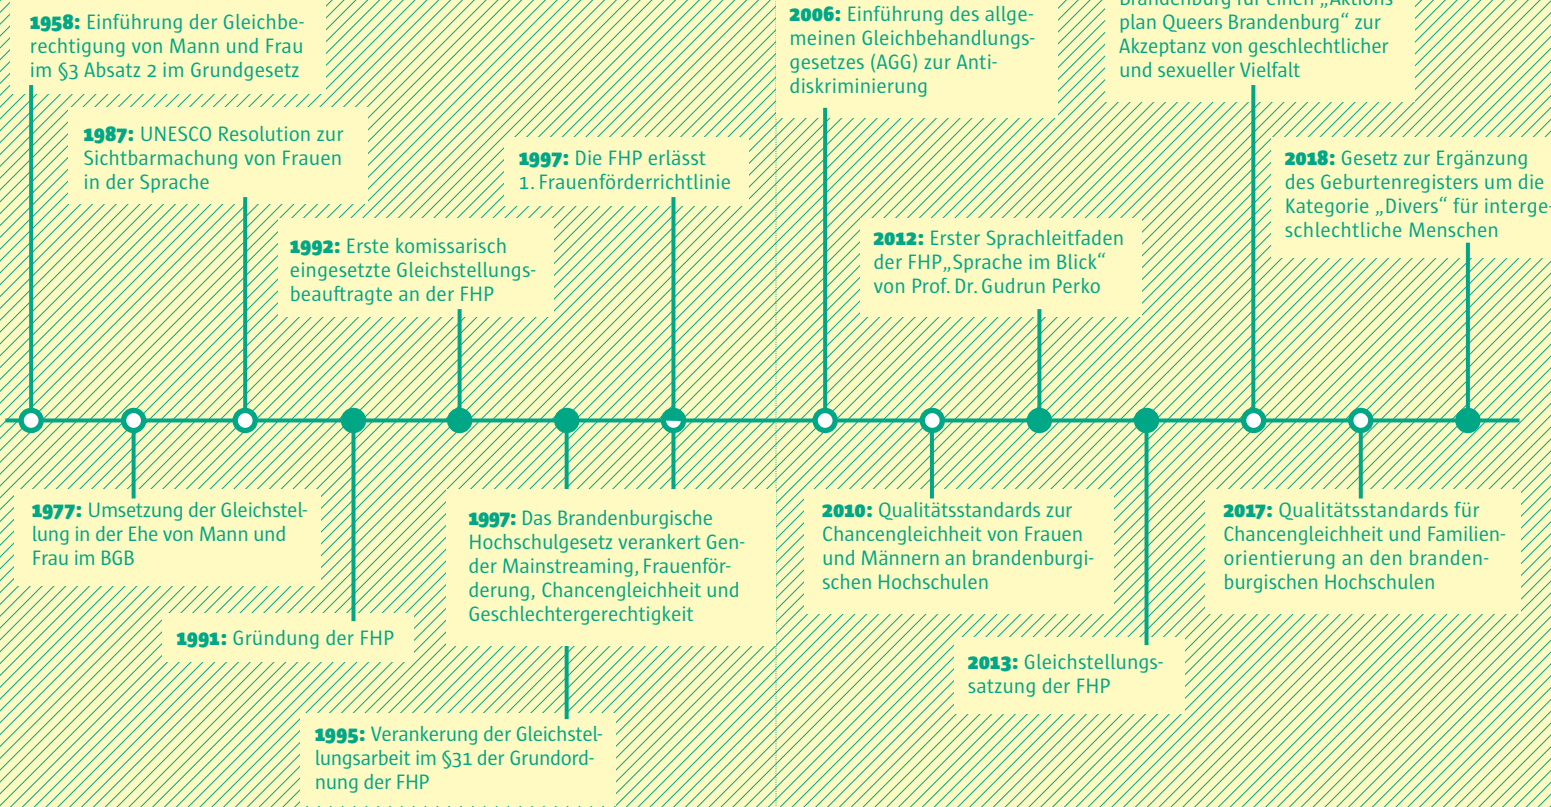 1958: Einführung der Gleichbe-
rechtigung von Mann und Frau
im §3 Absatz 2 im Grundgesetz
1987: UNESCO Resolution zur
Sichtbarmachung von Frauen
in der Sprache
1992: Erste komissarisch
eingesetzte Gleichstellungs-
beauftragte an der FHP
1997: Die FHP erlässt
1. Frauenförderrichtlinie
2006: Einführung des allge-
meinen Gleichbehandlungs-
gesetzes (AGG) zur Anti-
diskriminierung
2012: Erster Sprachleitfaden
der FHP„Sprache im Blick“
von Prof. Dr. Gudrun Perko
Brandenburg für einen „Aktions
plan Queers Brandenburg“ zur
Akzeptanz von geschlechtlicher
und sexueller Vielfalt
2018: Gesetz zur Ergänzung
des Geburtenregisters um die
Kategorie „Divers“ für interge-
schlechtliche Menschen
1977: Umsetzung der Gleichstel-
lung in der Ehe von Mann und
Frau im BGB
1991: Gründung der FHP
1997: Das Brandenburgische
Hochschulgesetz verankert Gen-
der Mainstreaming, Frauenför-
derung, Chancengleichheit und
Geschlechtergerechtigkeit
1995: Verankerung der Gleichstel-
lungsarbeit im §31 der Grundord-
nung der FHP
2010: Qualitätsstandards zur
Chancengleichheit von Frauen
und Männern an brandenburgi-
schen Hochschulen
2013: Gleichstellungs-
satzung der FHP
2017: Qualitätsstandards für
Chancengleichheit und Familien-
orientierung an den branden-
burgischen Hochschulen